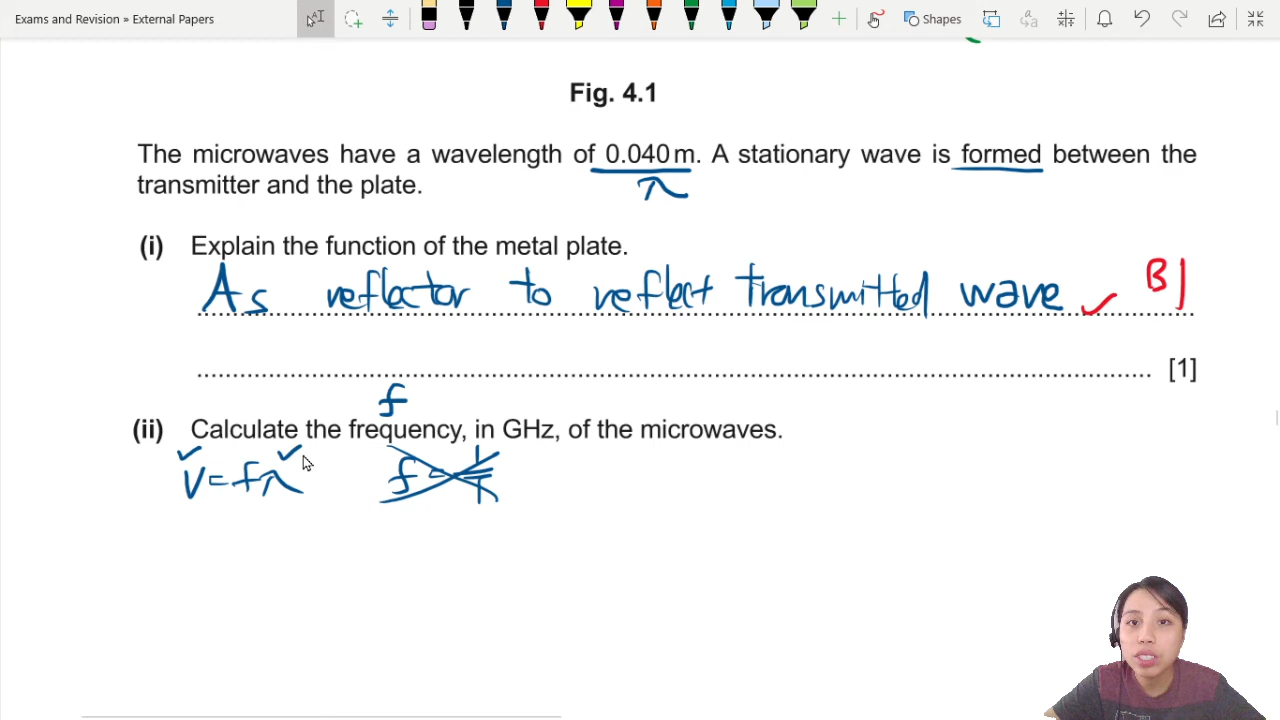 Exams and Revision » External Papers
Shapes
Fig. 4.1
The microwaves have a wavelength of 0.040 m. A stationary wave is formed between the
transmitter and the plate.
λ
(i) Explain the function of the metal plate.
As reflector to reflect transmitted wave ✓ B1
[1]
f
(ii) Calculate the frequency, in GHz, of the microwaves.
v = fλ f = 1/T